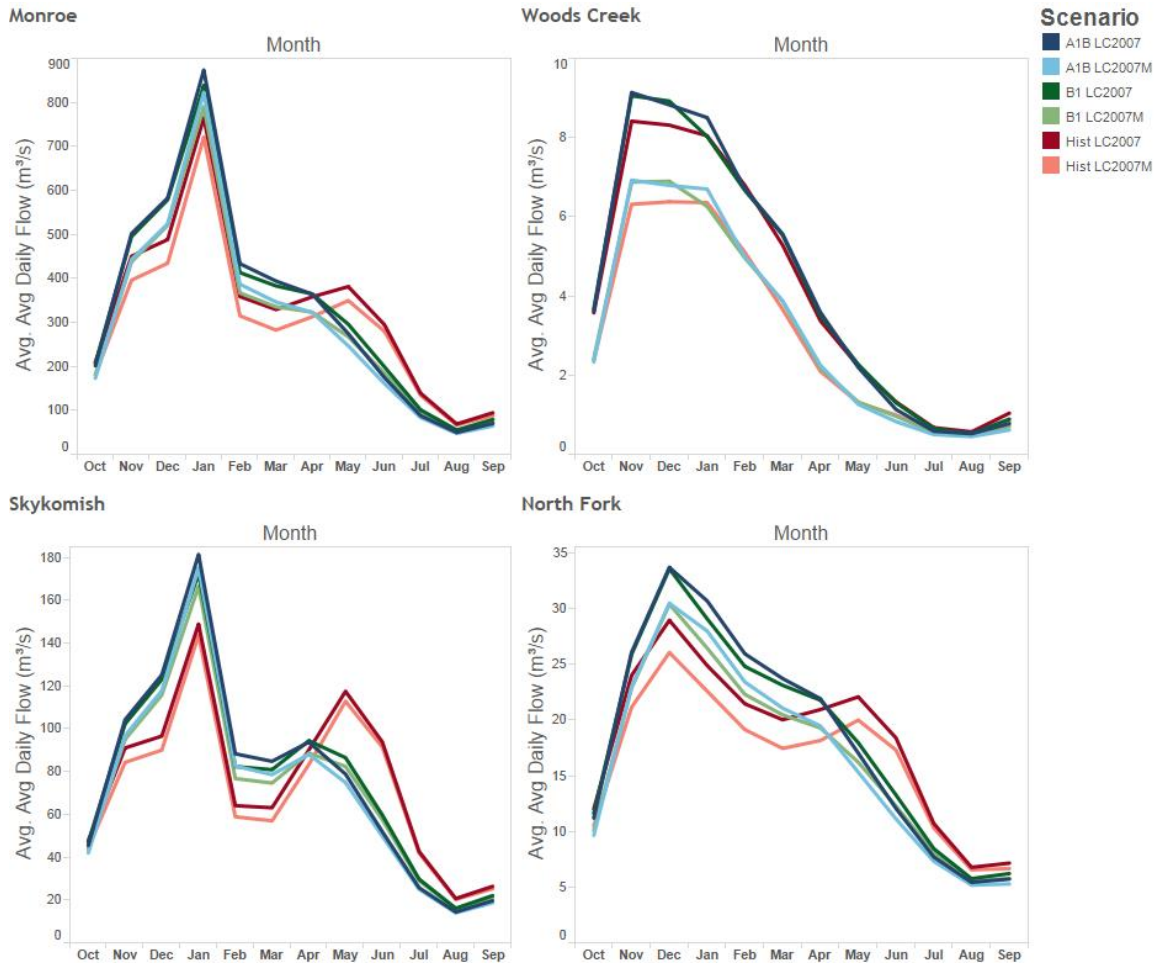 Monroe
Month
Avg. Avg Daily Flow (m³/s)
900
800
700
600
500
400
300
200
100
0
Oct Nov Dec Jan Feb Mar Apr May Jun Jul Aug Sep
Woods Creek
Month
Avg. Avg Daily Flow (m³/s)
10
8
6
4
2
0
Oct Nov Dec Jan Feb Mar Apr May Jun Jul Aug Sep
Scenario
A1B LC2007
A1B LC2007M
B1 LC2007
B1 LC2007M
Hist LC2007
Hist LC2007M
Skykomish
Month
Avg. Avg Daily Flow (m³/s)
180
160
140
120
100
80
60
40
20
0
Oct Nov Dec Jan Feb Mar Apr May Jun Jul Aug Sep
North Fork
Month
Avg. Avg Daily Flow (m³/s)
35
30
25
20
15
10
5
0
Oct Nov Dec Jan Feb Mar Apr May Jun Jul Aug Sep